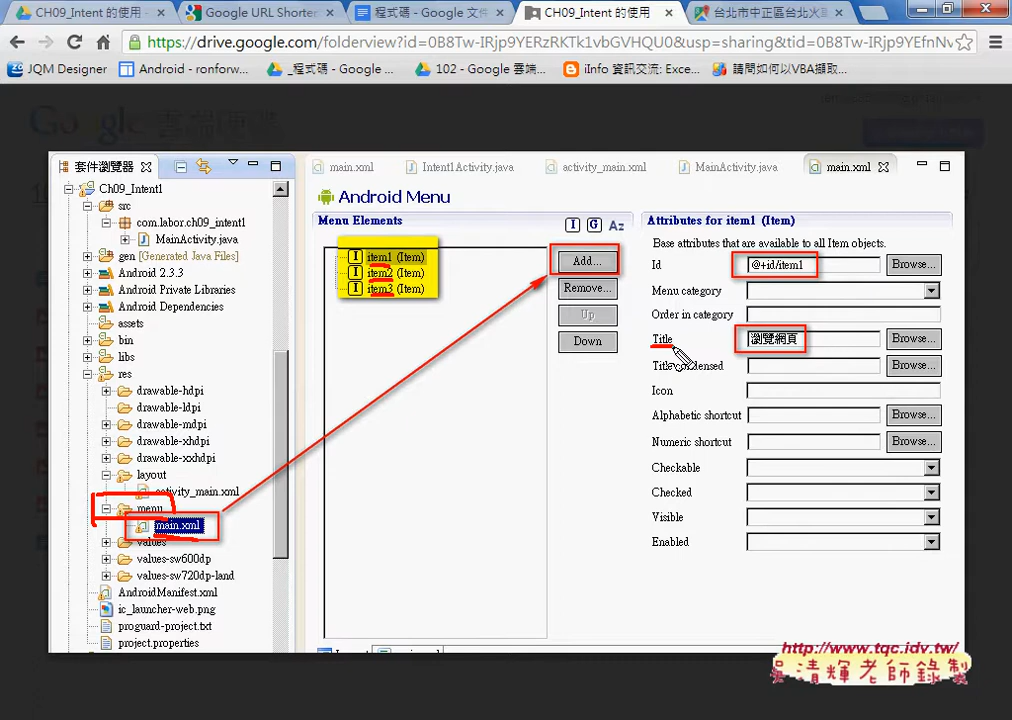 CH09_Intent 的使用
Google URL Shorte
程式碼 - Google 文件
CH09_Intent 的使用
台北市中正區台北火
https://drive.google.com/folderview?id=0B8Tw-IRjp9YERzRKTk1vbGVHQU0&usp=sharing&tid=0B8Tw-IRjp9YEfnNv
JQM Designer
Android - ronforw...
_程式碼 - Google ...
102 - Google 雲端...
iInfo 資訊交流: Exce...
請問如何以VBA擷取...
Google 雲端硬碟
套件瀏覽器
main.xml
Intent1Activity.java
activity_main.xml
MainActivity.java
main.xml
Ch09_Intent1
src
com.labor.ch09_intent1
MainActivity.java
gen [Generated Java Files]
Android 2.3.3
Android Private Libraries
Android Dependencies
assets
bin
libs
res
drawable-hdpi
drawable-ldpi
drawable-mdpi
drawable-xhdpi
drawable-xxhdpi
layout
activity_main.xml
menu
main.xml
values
values-sw600dp
values-sw720dp-land
AndroidManifest.xml
ic_launcher-web.png
proguard-project.txt
project.properties
Android Menu
Menu Elements
I G Az
I item1 (Item)
I item2 (Item)
I item3 (Item)
Add...
Remove...
Up
Down
Attributes for item1 (Item)
Base attributes that are available to all Item objects.
Id @+id/item1 Browse...
Menu category
Order in category
Title 瀏覽網頁 Browse...
Title condensed Browse...
Icon
Alphabetic shortcut Browse...
Numeric shortcut Browse...
Checkable
Checked
Visible
Enabled
http://www.tqc.idv.tw/
吳清輝老師錄製